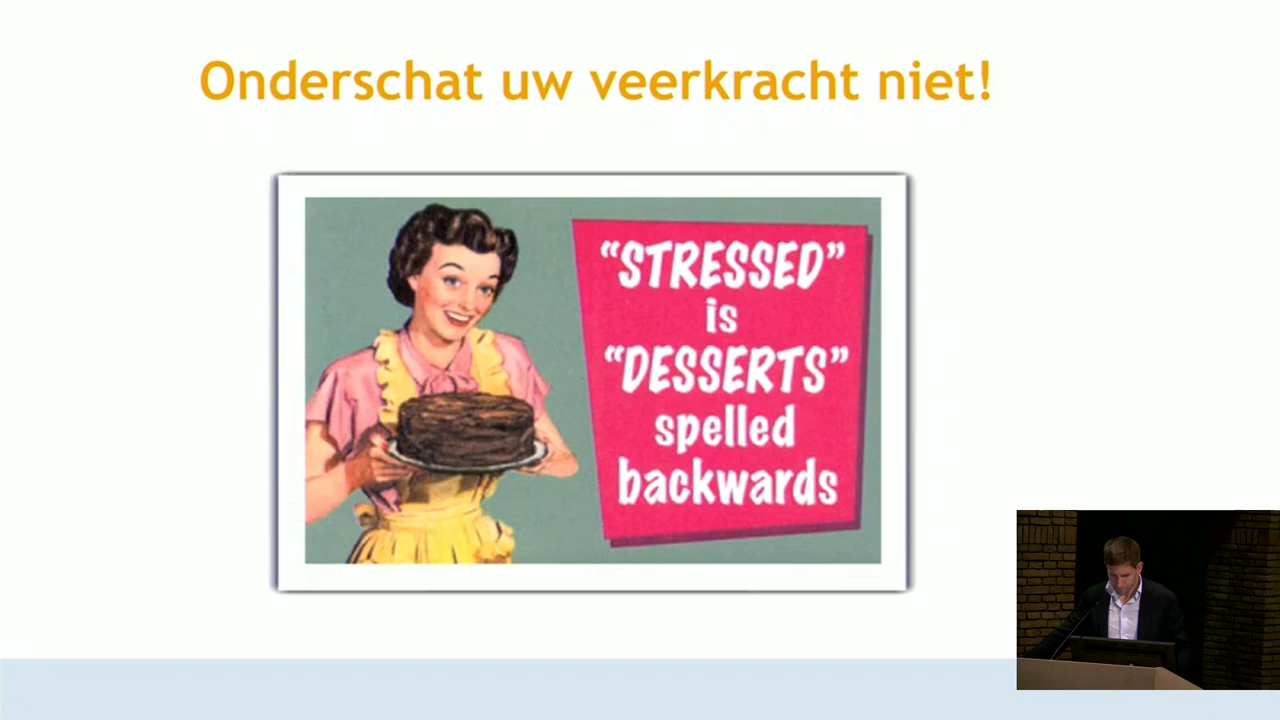 Onderschat uw veerkracht niet!
“STRESSED”
is
“DESSERTS”
spelled
backwards